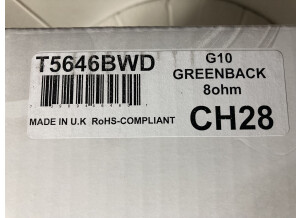 T5646BWD
G10
GREENBACK
8ohm
MADE IN U.K RoHS-COMPLIANT
CH28